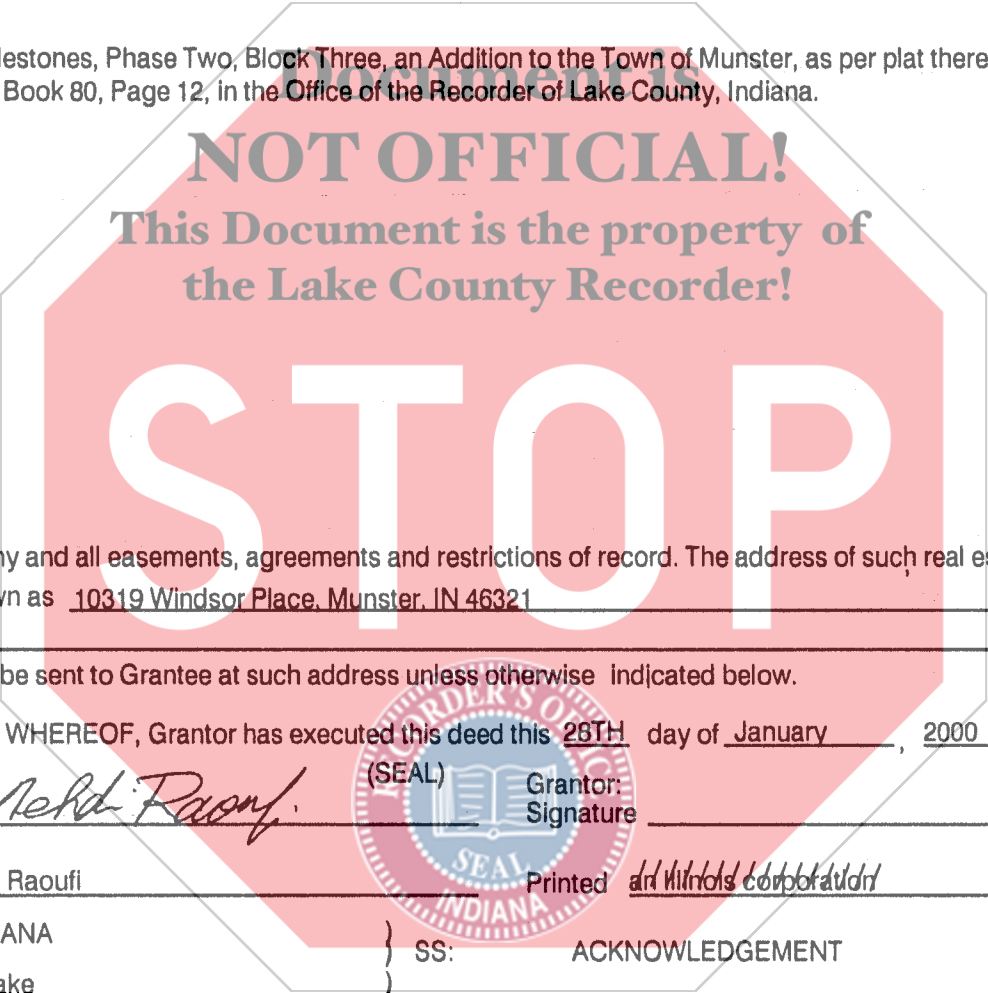 lestones, Phase Two, Block Three, an Addition to the Town of Munster, as per plat there
Document is
Book 80, Page 12, in the Office of the Recorder of Lake County, Indiana.
NOT OFFICIAL!
This Document is the property of
the Lake County Recorder!
STOP
ny and all easements, agreements and restrictions of record. The address of such real es
vn as 10319 Windsor Place, Munster, IN 46321
be sent to Grantee at such address unless otherwise indicated below.
WHEREOF, Grantor has executed this deed this 28TH day of January, 2000
RECORDER'S OFFIC
(SEAL) Grantor:
Mehdi Raoufi Signature
SEAL
INDIANA
Raoufi Printed an Illinois corporation
ANA
SS: ACKNOWLEDGEMENT
ake